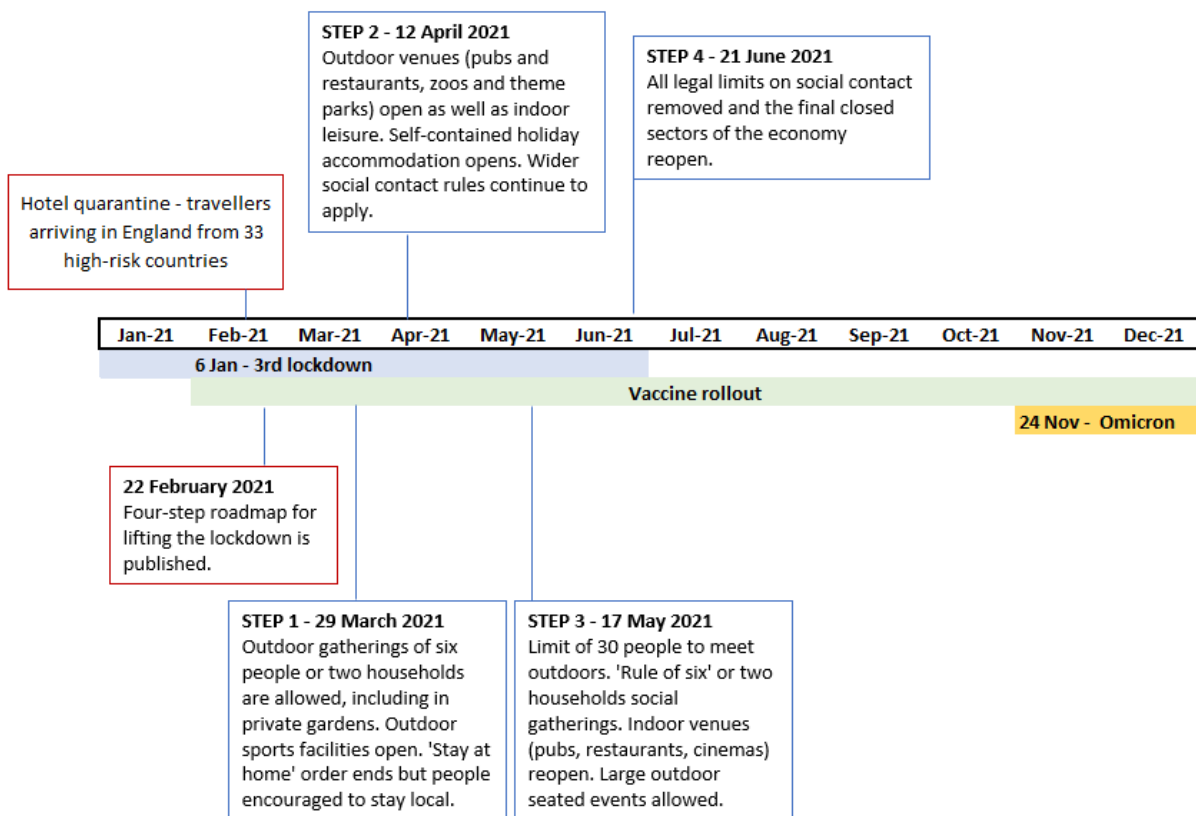 STEP 2 - 12 April 2021
Outdoor venues (pubs and
restaurants, zoos and theme
parks) open as well as indoor
leisure. Self-contained holiday
accommodation opens. Wider
social contact rules continue to
apply.
STEP 4 - 21 June 2021
All legal limits on social contact
removed and the final closed
sectors of the economy
reopen.
Hotel quarantine - travellers
arriving in England from 33
high-risk countries
Jan-21 Feb-21 Mar-21 Apr-21 May-21 Jun-21 Jul-21 Aug-21 Sep-21 Oct-21 Nov-21 Dec-21
6 Jan - 3rd lockdown
Vaccine rollout
24 Nov - Omicron
22 February 2021
Four-step roadmap for
lifting the lockdown is
published.
STEP 1 - 29 March 2021
Outdoor gatherings of six
people or two households
are allowed, including in
private gardens. Outdoor
sports facilities open. 'Stay at
home' order ends but people
encouraged to stay local.
STEP 3 - 17 May 2021
Limit of 30 people to meet
outdoors. 'Rule of six' or two
households social
gatherings. Indoor venues
(pubs, restaurants, cinemas)
reopen. Large outdoor
seated events allowed.